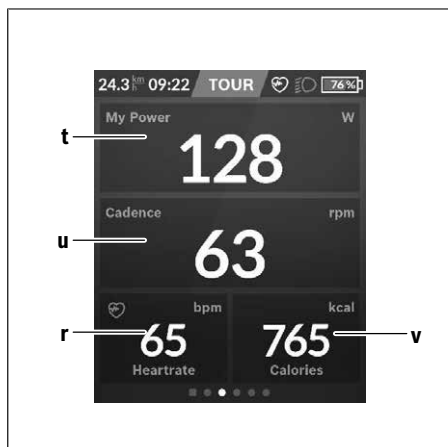 24.3 km/h 09:22 TOUR 76 %
My Power W
t
128
Cadence rpm
u
63
bpm kcal
r 65 765 v
Heartrate Calories